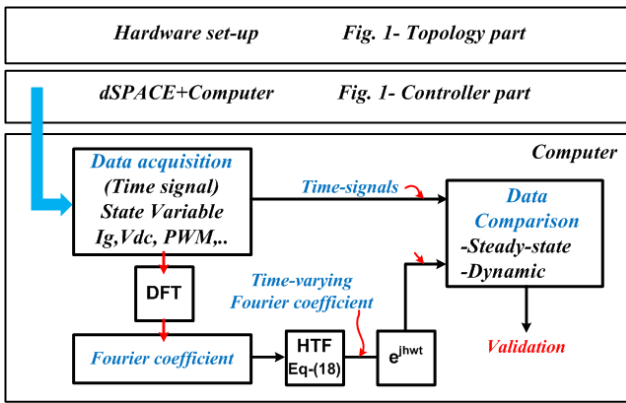 Hardware set-up Fig. 1- Topology part
dSPACE+Computer Fig. 1- Controller part
Computer
Data acquisition
(Time signal)
State Variable
Ig,Vdc, PWM,..
Time-signals
Data
Comparison
-Steady-state
-Dynamic
DFT
Time-varying
Fourier coefficient
Fourier coefficient
HTF
Eq-(18)
e^jhwt
Validation